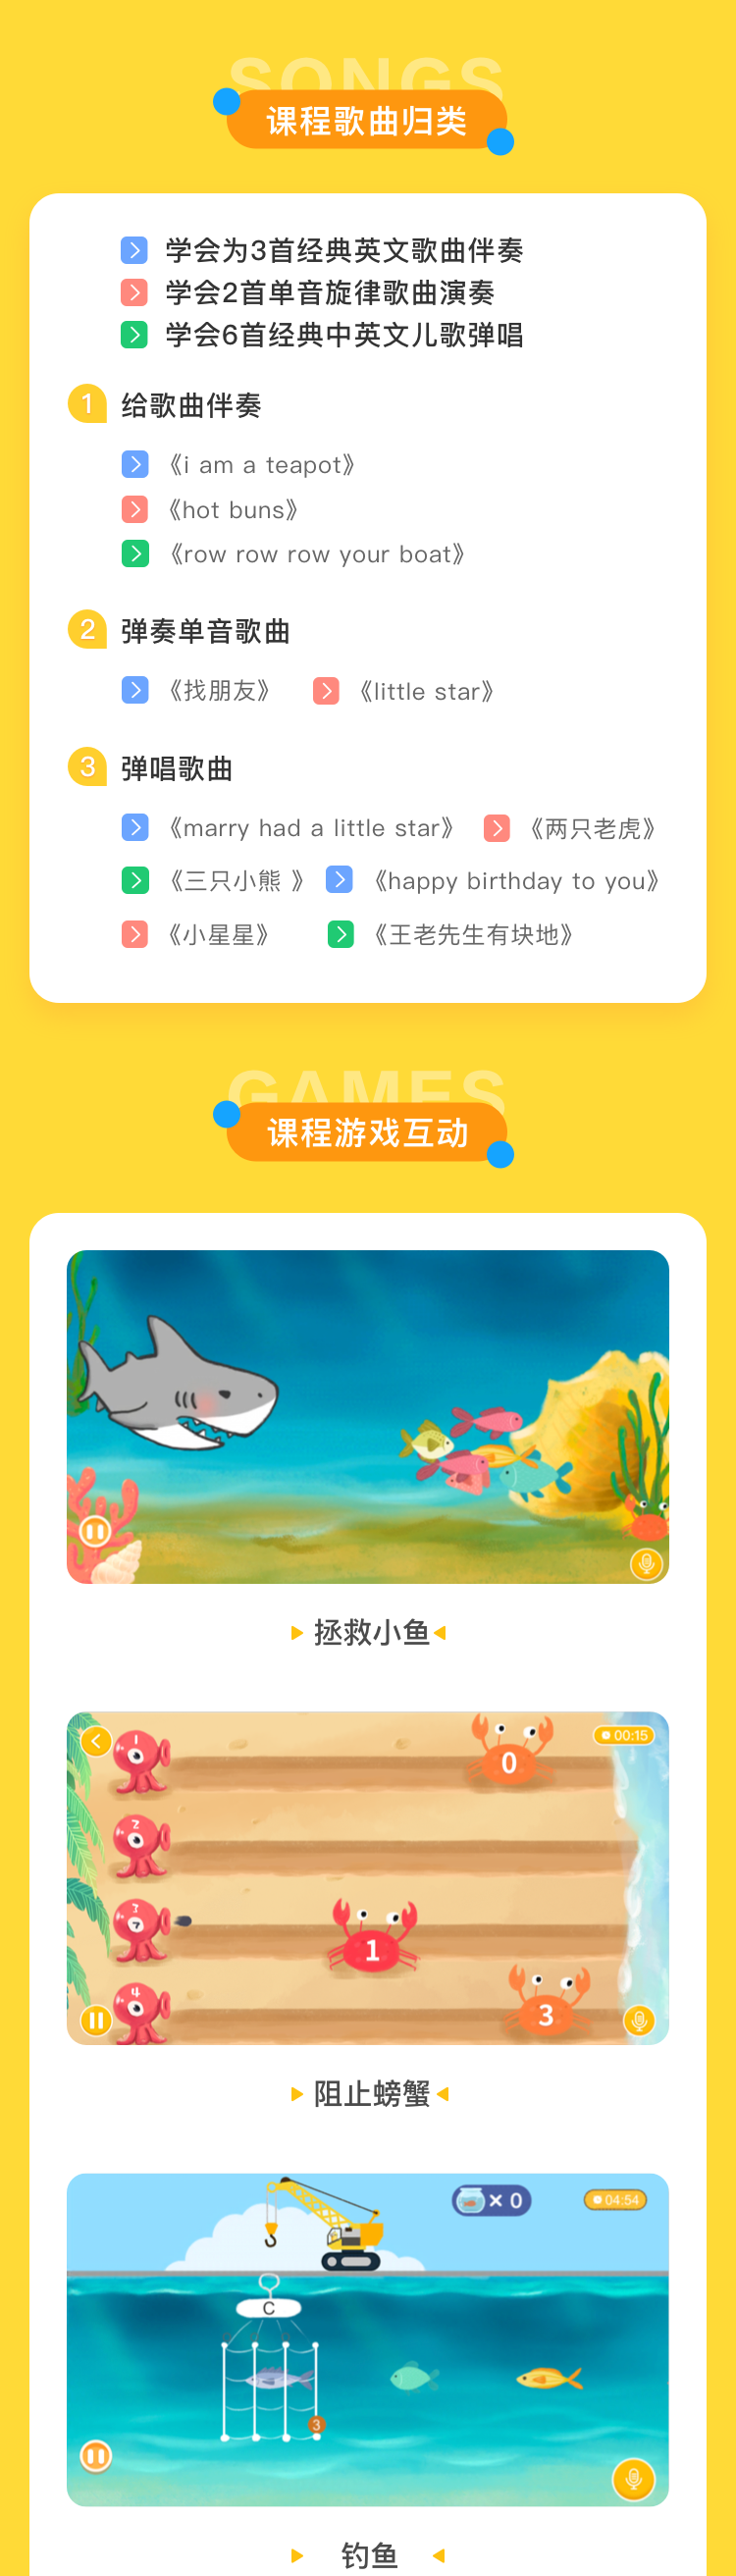 SONGS
课程歌曲归类
学会为3首经典英文歌曲伴奏
学会2首单音旋律歌曲演奏
学会6首经典中英文儿歌弹唱
1 给歌曲伴奏
《i am a teapot》
《hot buns》
《row row row your boat》
2 弹奏单音歌曲
《找朋友》 《little star》
3 弹唱歌曲
《marry had a little star》 《两只老虎》
《三只小熊 》 《happy birthday to you》
《小星星》 《王老先生有块地》
GAMES
课程游戏互动
拯救小鱼
1
0
00:15
2
3
1
4
3
阻止螃蟹
× 0
04:54
C
3
钓鱼